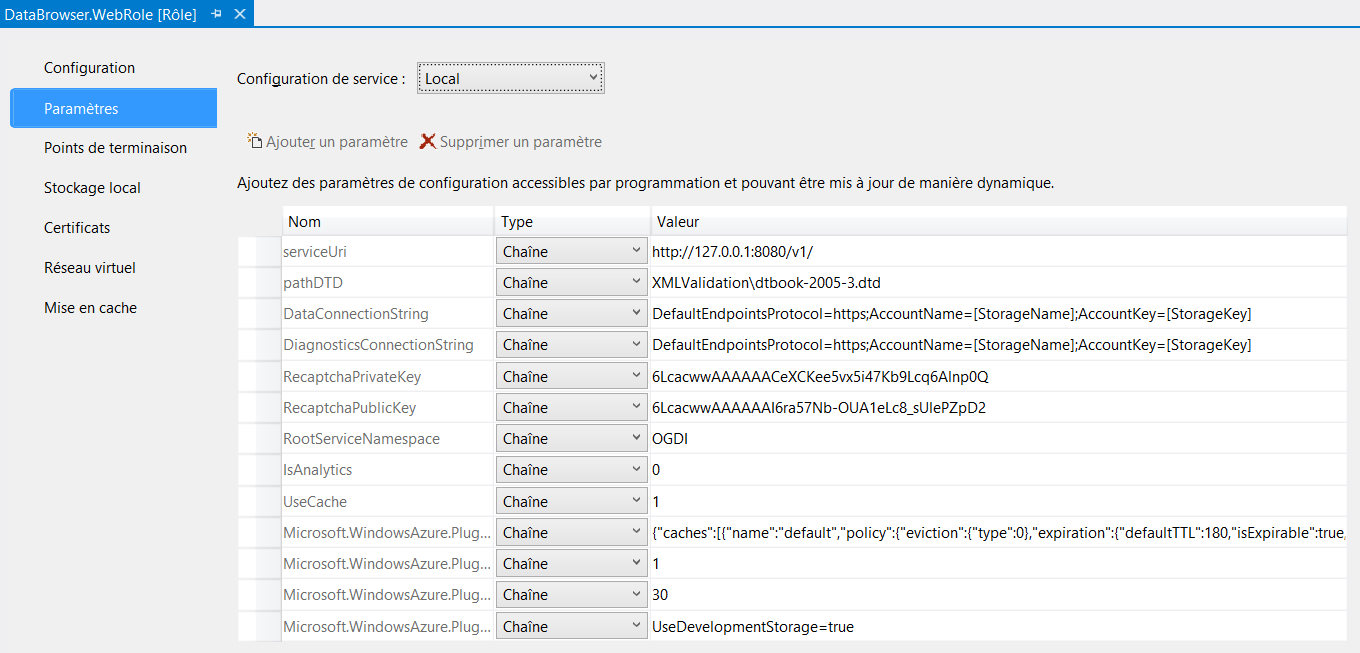 DataBrowser.WebRole [Rôle]
Configuration
Paramètres
Points de terminaison
Stockage local
Certificats
Réseau virtuel
Mise en cache
Configuration de service : Local
Ajouter un paramètre Supprimer un paramètre
Ajoutez des paramètres de configuration accessibles par programmation et pouvant être mis à jour de manière dynamique.
Nom Type Valeur
serviceUri Chaîne http://127.0.0.1:8080/v1/
pathDTD Chaîne XMLValidation\dtbook-2005-3.dtd
DataConnectionString Chaîne DefaultEndpointsProtocol=https;AccountName=[StorageName];AccountKey=[StorageKey]
DiagnosticsConnectionString Chaîne DefaultEndpointsProtocol=https;AccountName=[StorageName];AccountKey=[StorageKey]
RecaptchaPrivateKey Chaîne 6LcacwwAAAAAACeXCKee5vx5i47Kb9Lcq6AInp0Q
RecaptchaPublicKey Chaîne 6LcacwwAAAAAAI6ra57Nb-OUA1eLc8_sUIePZpD2
RootServiceNamespace Chaîne OGDI
IsAnalytics Chaîne 0
UseCache Chaîne 1
Microsoft.WindowsAzure.Plug... Chaîne {"caches":[{"name":"default","policy":{"eviction":{"type":0},"expiration":{"defaultTTL":180,"isExpirable":true,
Microsoft.WindowsAzure.Plug... Chaîne 1
Microsoft.WindowsAzure.Plug... Chaîne 30
Microsoft.WindowsAzure.Plug... Chaîne UseDevelopmentStorage=true